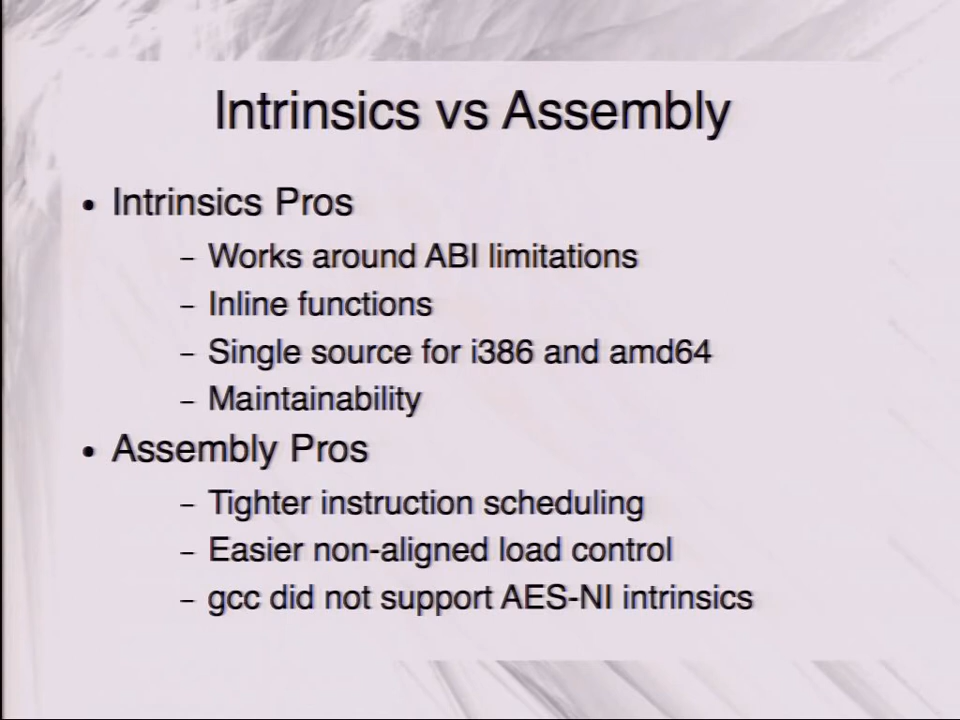 Intrinsics vs Assembly
• Intrinsics Pros
– Works around ABI limitations
– Inline functions
– Single source for i386 and amd64
– Maintainability
• Assembly Pros
– Tighter instruction scheduling
– Easier non-aligned load control
– gcc did not support AES-NI intrinsics